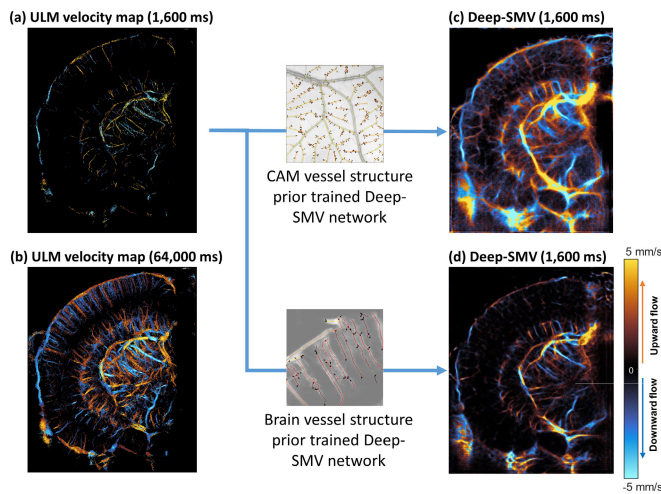 (a) ULM velocity map (1,600 ms)
(c) Deep-SMV (1,600 ms)
CAM vessel structure
prior trained Deep-
SMV network
(b) ULM velocity map (64,000 ms)
(d) Deep-SMV (1,600 ms)
5 mm/s
Upward flow
0
Downward flow
-5 mm/s
Brain vessel structure
prior trained Deep-
SMV network